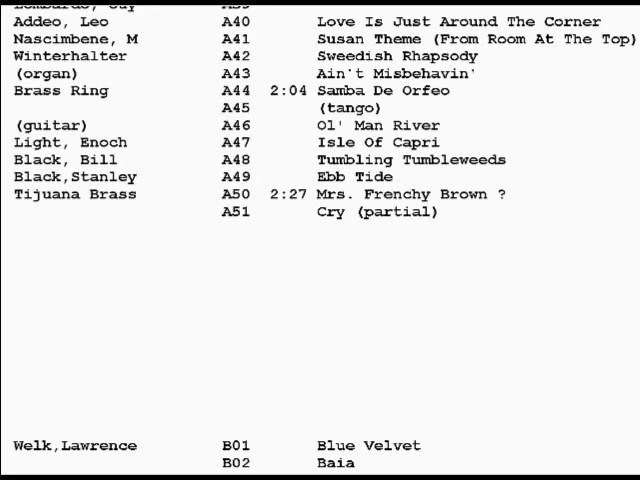 Lombardo, Guy A39
Addeo, Leo A40 Love Is Just Around The Corner
Nascimbene, M A41 Susan Theme (From Room At The Top)
Winterhalter A42 Sweedish Rhapsody
(organ) A43 Ain't Misbehavin'
Brass Ring A44 2:04 Samba De Orfeo
A45 (tango)
(guitar) A46 Ol' Man River
Light, Enoch A47 Isle Of Capri
Black, Bill A48 Tumbling Tumbleweeds
Black,Stanley A49 Ebb Tide
Tijuana Brass A50 2:27 Mrs. Frenchy Brown ?
A51 Cry (partial)
Welk,Lawrence B01 Blue Velvet
B02 Baia